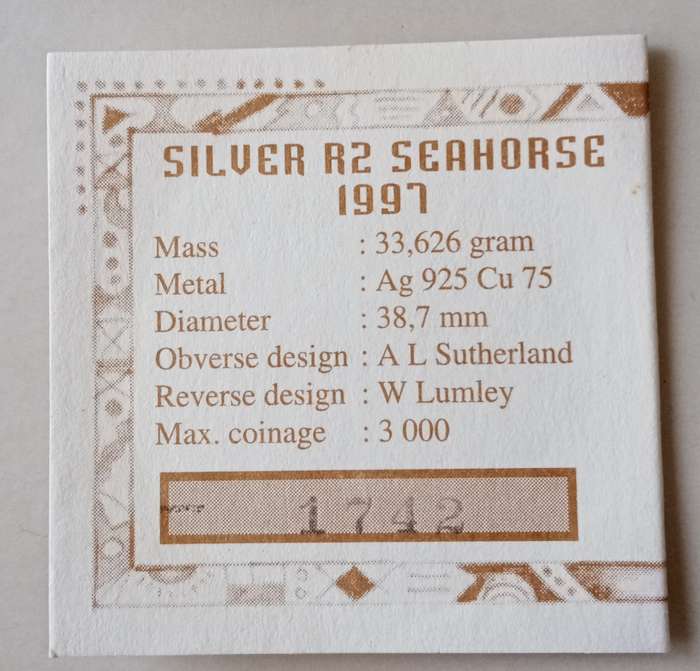 SILVER R2 SEAHORSE
1997
Mass : 33,626 gram
Metal : Ag 925 Cu 75
Diameter : 38,7 mm
Obverse design : A L Sutherland
Reverse design : W Lumley
Max. coinage : 3 000
1742